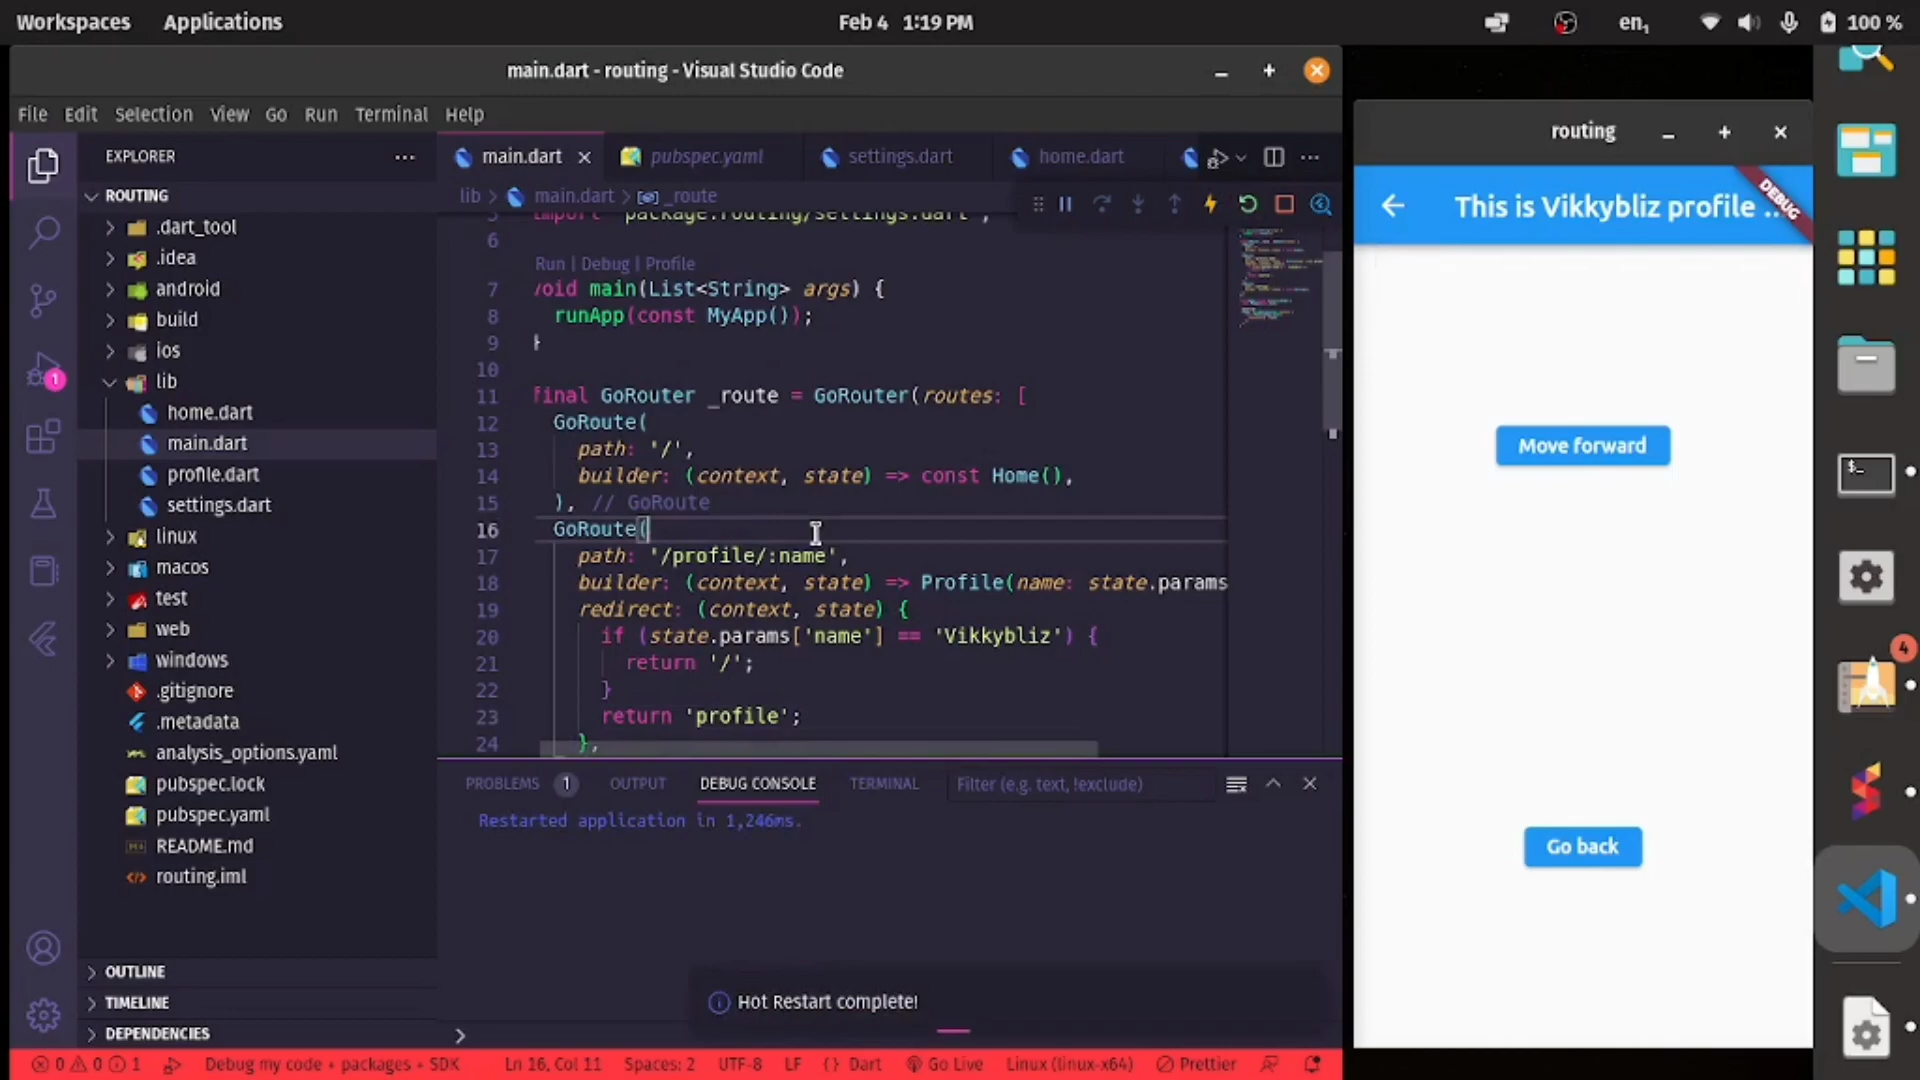 Workspaces Applications Feb 4 1:19 PM en₁ 100 %
main.dart - routing - Visual Studio Code
File Edit Selection View Go Run Terminal Help
EXPLORER
ROUTING
.dart_tool
.idea
android
build
ios
lib
home.dart
main.dart
profile.dart
settings.dart
linux
macos
test
web
windows
.gitignore
.metadata
analysis_options.yaml
pubspec.lock
pubspec.yaml
README.md
routing.iml
OUTLINE
TIMELINE
DEPENDENCIES
1
main.dart pubspec.yaml settings.dart home.dart
lib > main.dart > _route
5 import 'package:routing/settings.dart';
6
Run | Debug | Profile
7 void main(List<String> args) {
8 runApp(const MyApp());
9 }
10
11 final GoRouter _route = GoRouter(routes: [
12 GoRoute(
13 path: '/',
14 builder: (context, state) => const Home(),
15 ), // GoRoute
16 GoRoute(
17 path: '/profile/:name',
18 builder: (context, state) => Profile(name: state.params
19 redirect: (context, state) {
20 if (state.params['name'] == 'Vikkybliz') {
21 return '/';
22 }
23 return 'profile';
24 },
PROBLEMS 1 OUTPUT DEBUG CONSOLE TERMINAL Filter (e.g. text, !exclude)
Restarted application in 1,246ms.
Hot Restart complete!
0 0 1 Debug my code + packages + SDK Ln 16, Col 11 Spaces: 2 UTF-8 LF {} Dart Go Live Linux (linux-x64) Prettier
routing
This is Vikkybliz profile ...
DEBUG
Move forward
Go back
4